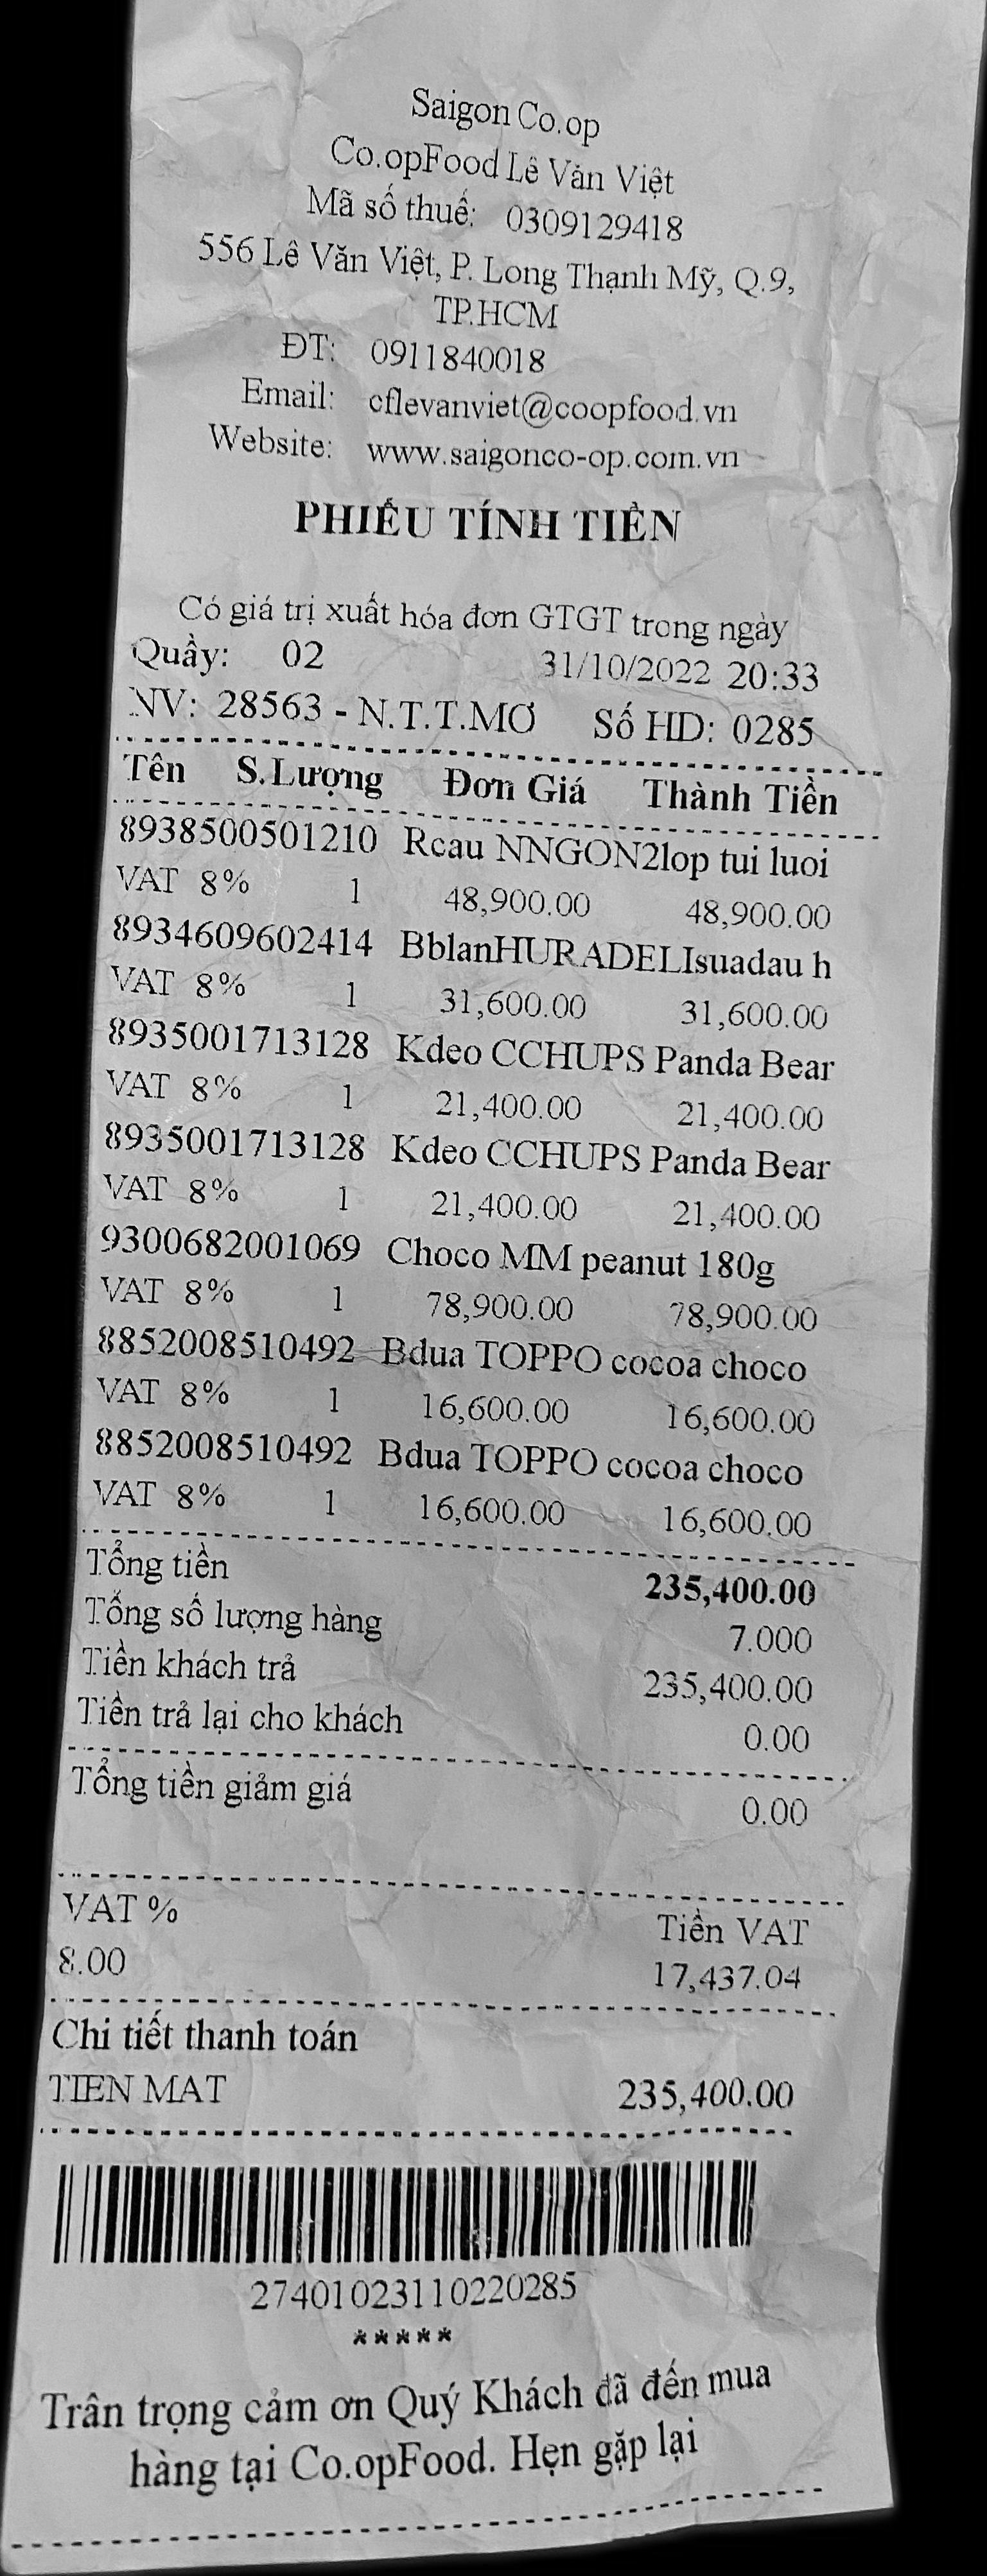 Saigon Co.op
Co.opFood Lê Văn Việt
Mã số thuế: 0309129418
556 Lê Văn Việt, P. Long Thạnh Mỹ, Q.9,
TP.HCM
ĐT: 0911840018
Email: cflevanviet@coopfood.vn
Website: www.saigonco-op.com.vn
PHIẾU TÍNH TIỀN
Có giá trị xuất hóa đơn GTGT trong ngày
Quầy: 02 31/10/2022 20:33
NV: 28563 - N.T.T.MƠ Số HD: 0285
Tên S.Lượng Đơn Giá Thành Tiền
8938500501210 Rcau NNGON2lop tui luoi
VAT 8% 1 48,900.00 48,900.00
8934609602414 BblanHURADELIsuadau h
VAT 8% 1 31,600.00 31,600.00
8935001713128 Kdeo CCHUPS Panda Bear
VAT 8% 1 21,400.00 21,400.00
8935001713128 Kdeo CCHUPS Panda Bear
VAT 8% 1 21,400.00 21,400.00
9300682001069 Choco MM peanut 180g
VAT 8% 1 78,900.00 78,900.00
8852008510492 Bdua TOPPO cocoa choco
VAT 8% 1 16,600.00 16,600.00
8852008510492 Bdua TOPPO cocoa choco
VAT 8% 1 16,600.00 16,600.00
Tổng tiền 235,400.00
Tổng số lượng hàng 7.000
Tiền khách trả 235,400.00
Tiền trả lại cho khách 0.00
Tổng tiền giảm giá 0.00
VAT % Tiền VAT
8.00 17,437.04
Chi tiết thanh toán
TIEN MAT 235,400.00
27401023110220285
*****
Trân trọng cảm ơn Quý Khách đã đến mua
hàng tại Co.opFood. Hẹn gặp lại